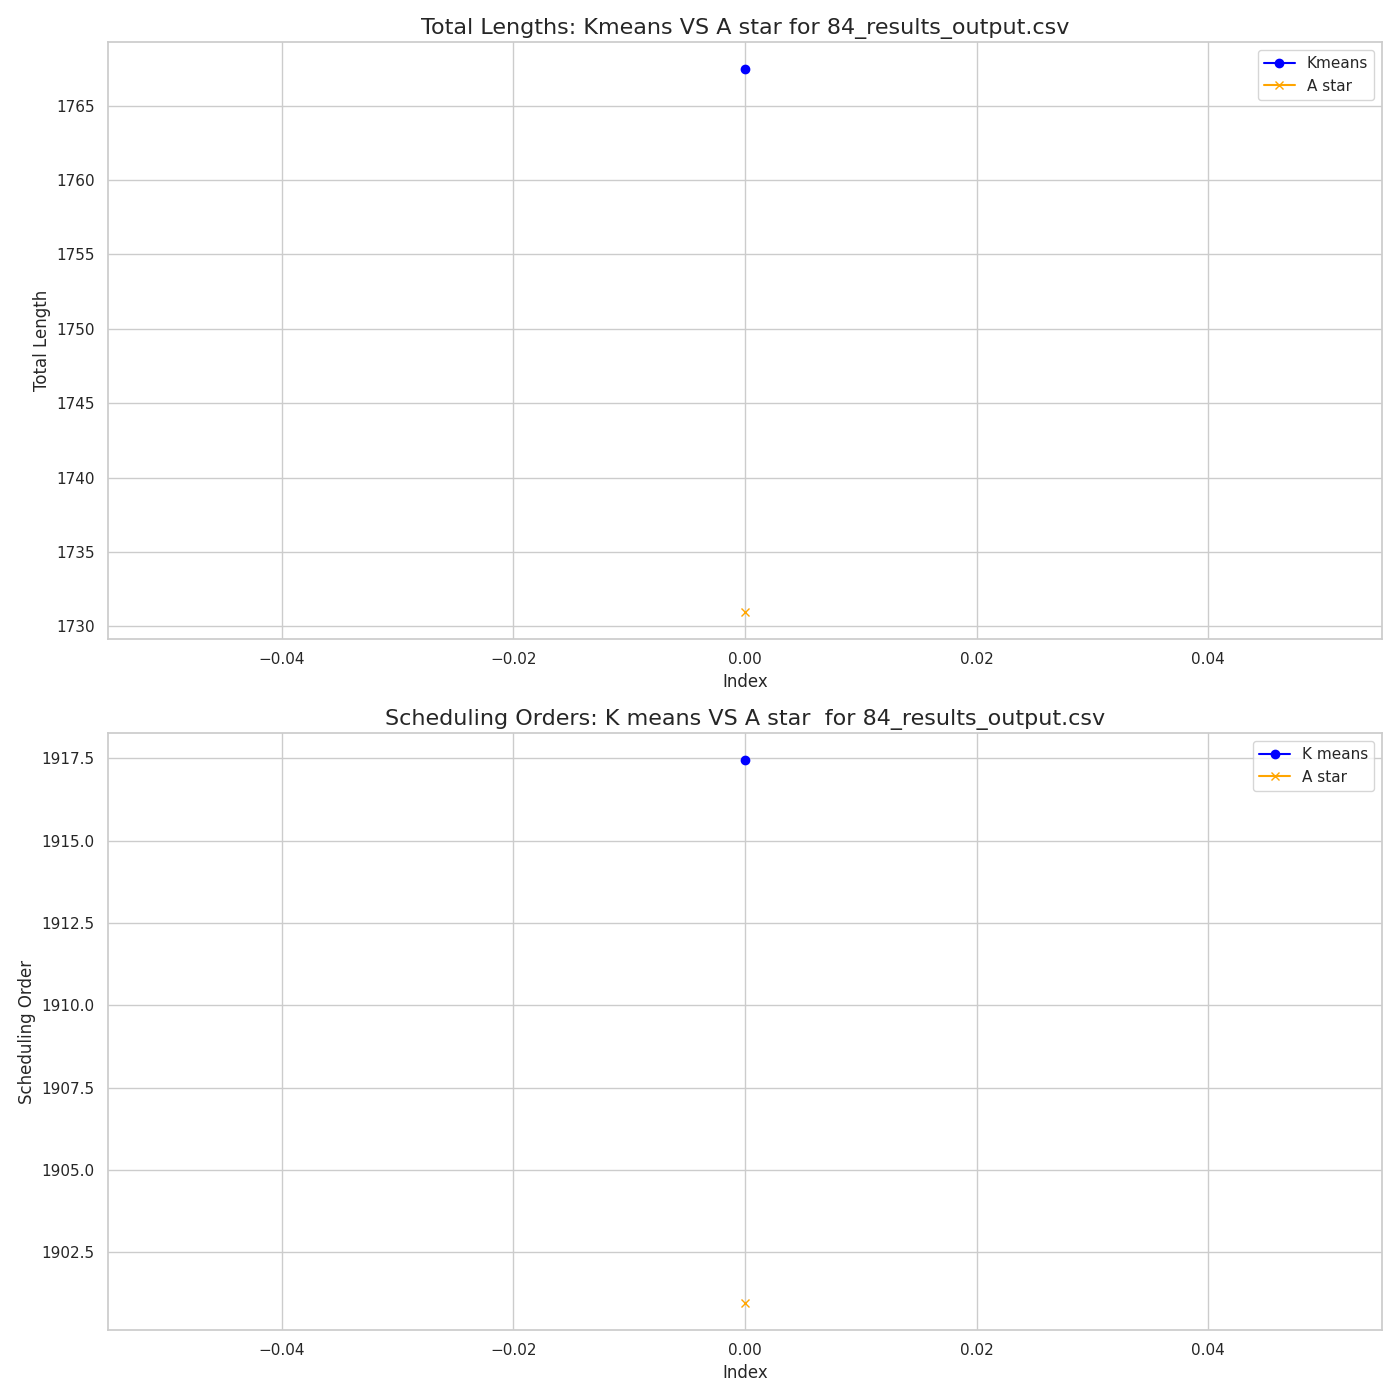 Total Lengths: Kmeans VS A star for 84_results_output.csv
Kmeans
A star
1765
1760
1755
1750
1745
1740
1735
1730
Total Length
−0.04
−0.02
0.00
0.02
0.04
Index
Scheduling Orders: K means VS A star  for 84_results_output.csv
K means
A star
1917.5
1915.0
1912.5
1910.0
1907.5
1905.0
1902.5
Scheduling Order
−0.04
−0.02
0.00
0.02
0.04
Index